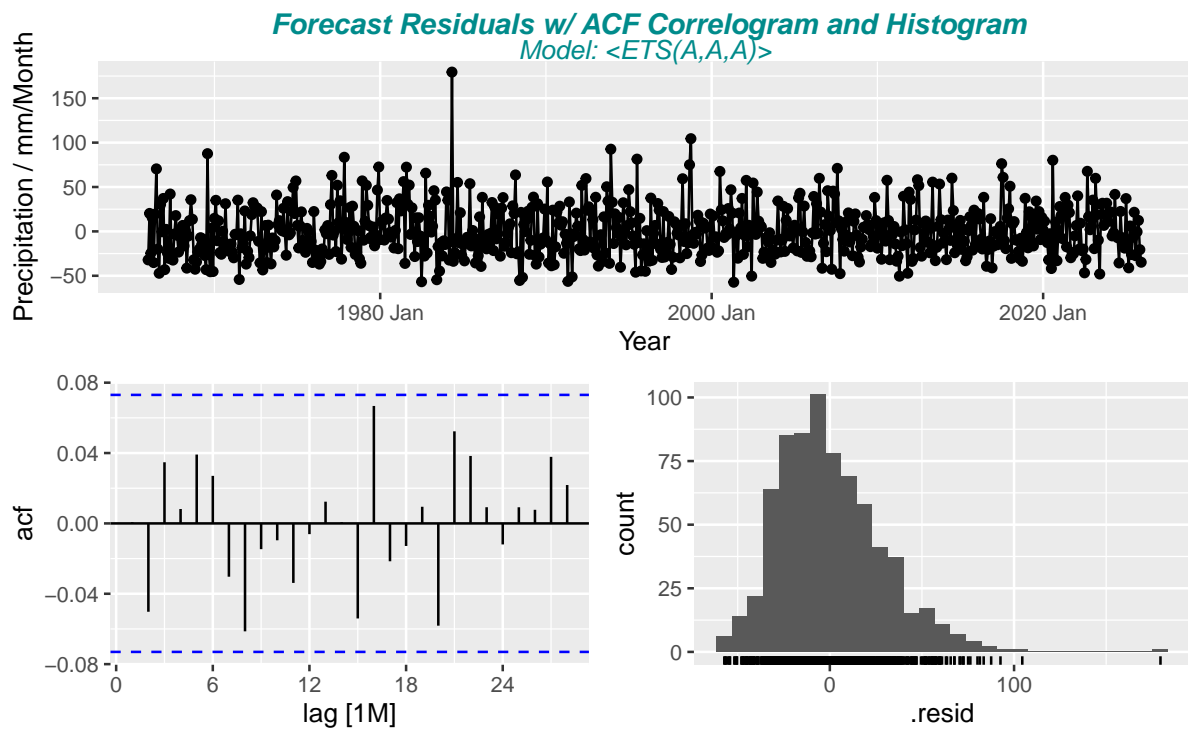 Forecast Residuals w/ ACF Correlogram and Histogram
Model: <ETS(A,A,A)>
Precipitation / mm/Month
150
100
50
0
−50
1980 Jan
2000 Jan
2020 Jan
Year
acf
0.08
0.04
0.00
−0.04
−0.08
0
6
12
18
24
lag [1M]
count
100
75
50
25
0
0
100
.resid